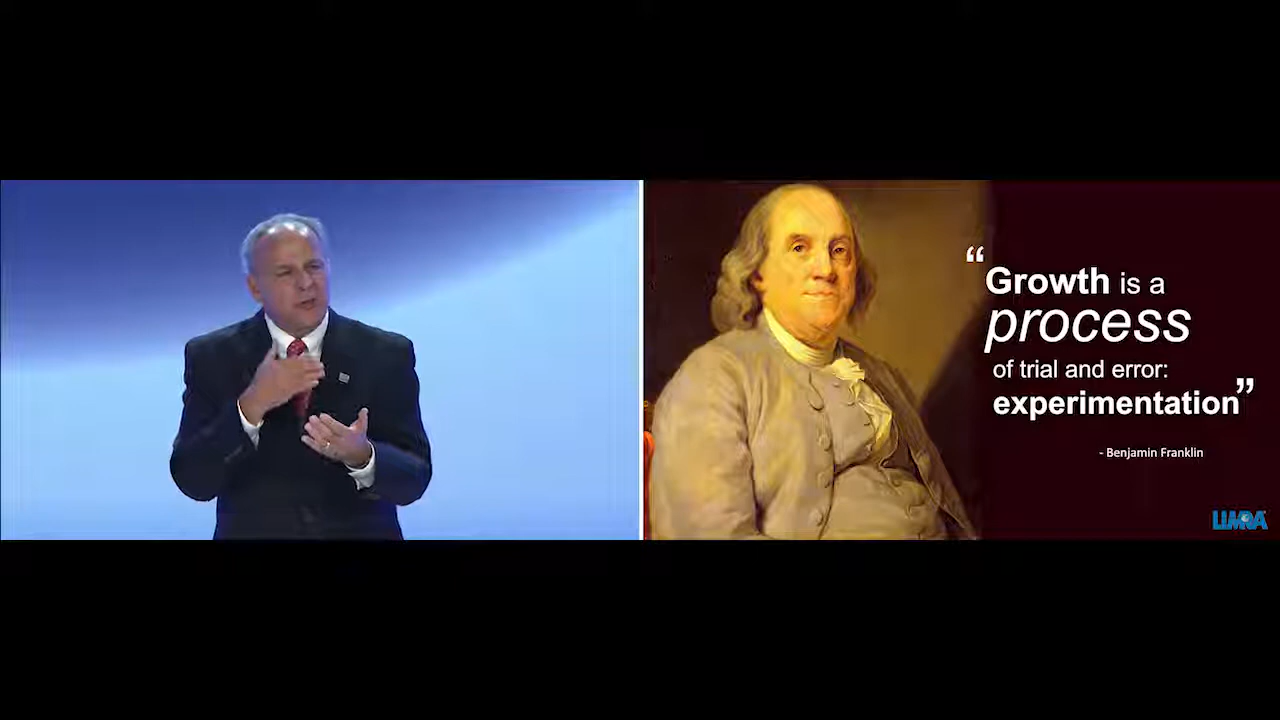 “
Growth is a
process
of trial and error:
experimentation”
- Benjamin Franklin
LIMRA